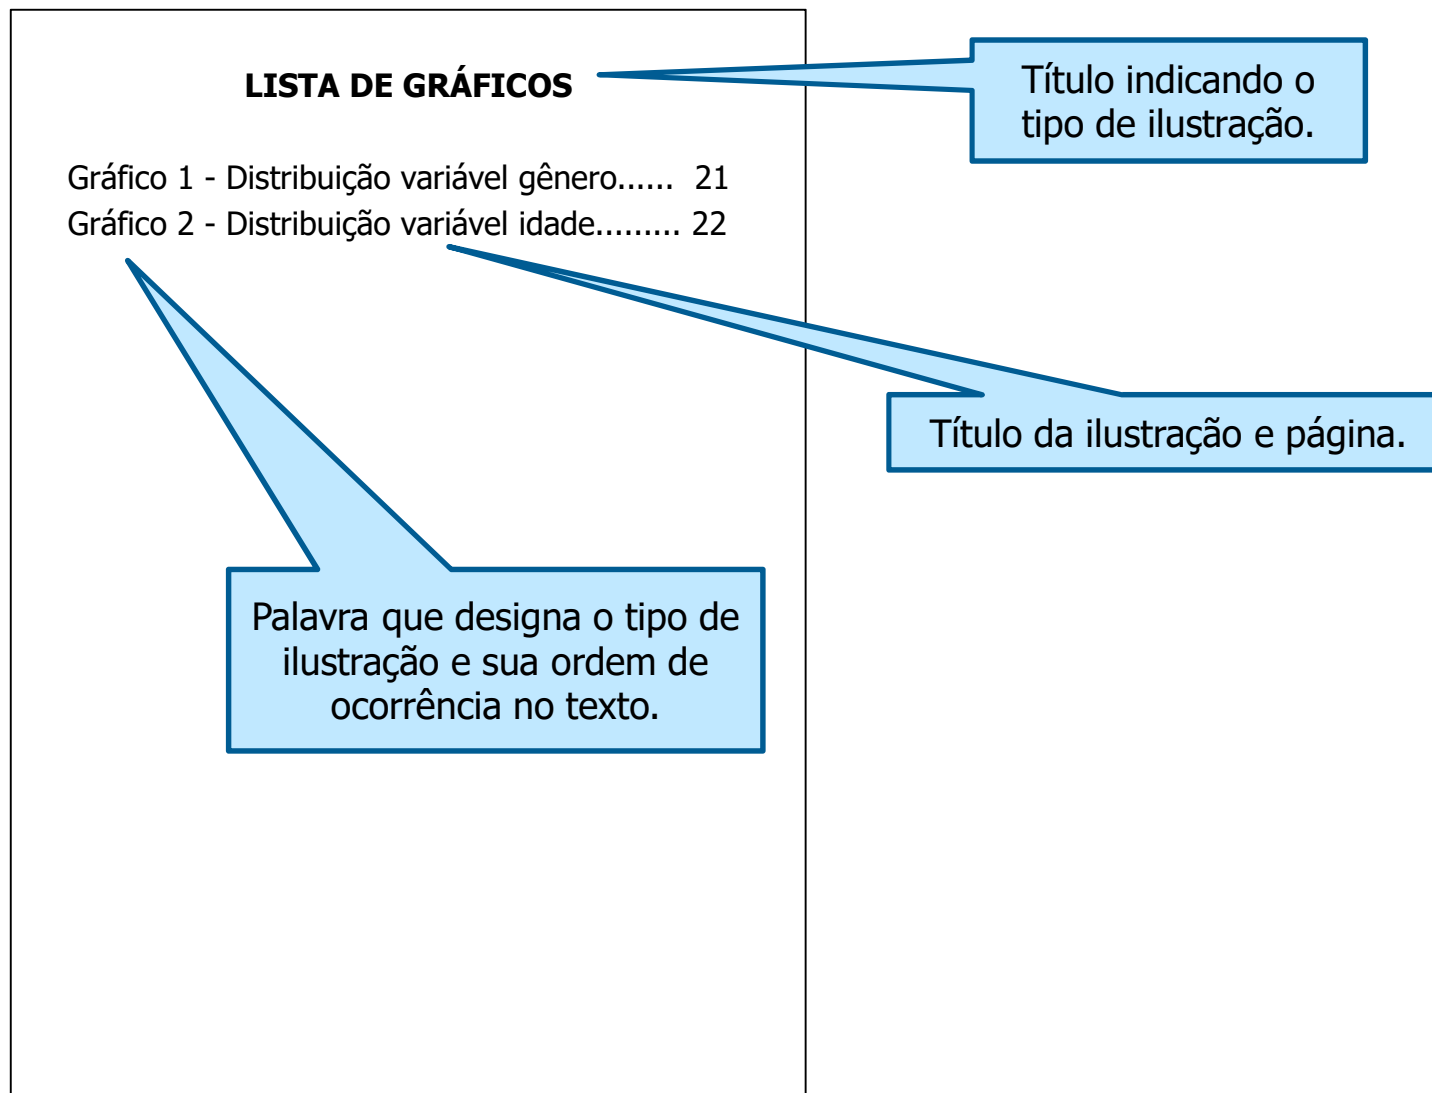 LISTA DE GRÁFICOS
Título indicando o
tipo de ilustração.
Gráfico 1 - Distribuição variável gênero...... 21
Gráfico 2 - Distribuição variável idade......... 22
Título da ilustração e página.
Palavra que designa o tipo de
ilustração e sua ordem de
ocorrência no texto.